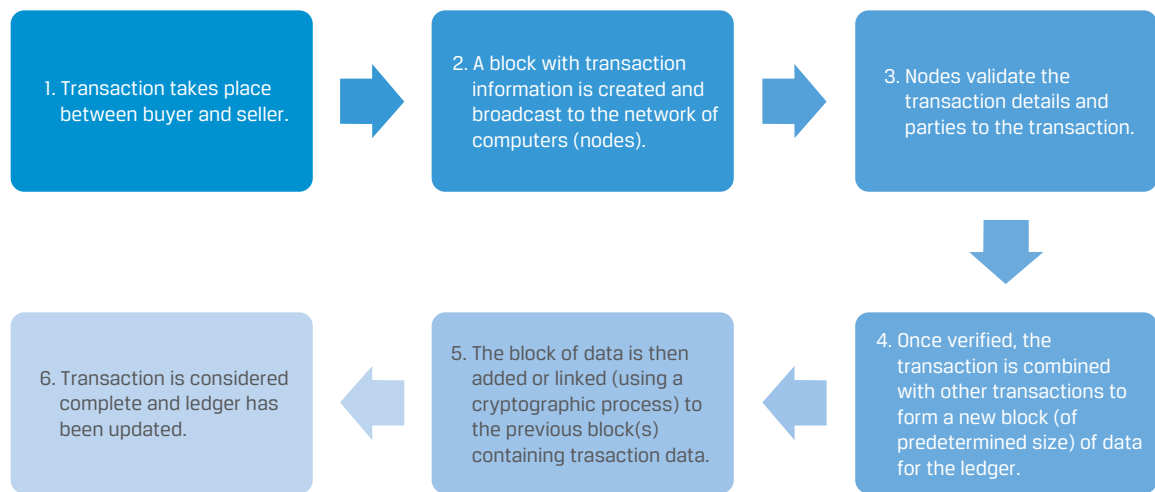 1. Transaction takes place
between buyer and seller.
2. A block with transaction
information is created and
broadcast to the network of
computers (nodes).
3. Nodes validate the
transaction details and
parties to the transaction.
4. Once verified, the
transaction is combined
with other transactions to
form a new block (of
predetermined size) of data
for the ledger.
5. The block of data is then
added or linked (using a
cryptographic process) to
the previous block(s)
containing trasaction data.
6. Transaction is considered
complete and ledger has
been updated.